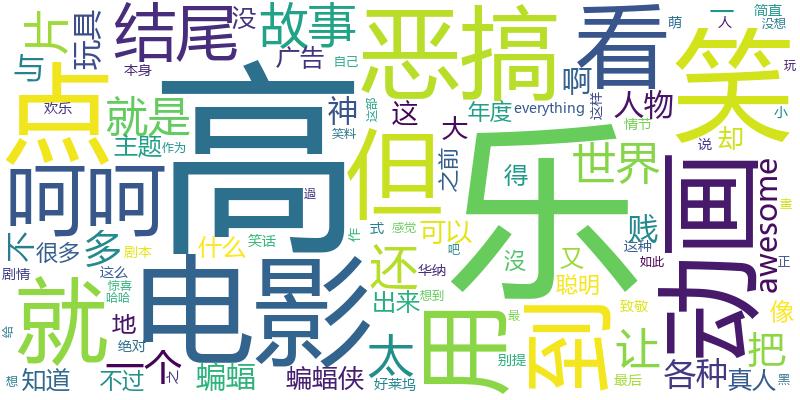 结尾
没
故事
恶搞
看
萌
一
人
简直
没想
片
玩具
广告
自己
笑
与
本身
神
这部
啊
玩
点
欢乐
就是
笑料
这
年度
everything
这样
人物
小
高
但
乐
情节
主题
作为
大
之前
世界
说
却
呵呵
過
得
动画
awesome
不
很多
多
剧本
什么
笑话
作
式
感觉
可以
吧
没
又
贱
这种
畫
剧情
这么
还
华纳
如此
正
电影
惊喜
哈哈
出来
想到
用
聪明
到
致敬
像
就
地
给
绝对
一个
太
最
别提
让
把
想
知道
不过
之
蝙蝠
蝙蝠侠
好莱坞
最后
各种
真人
黑